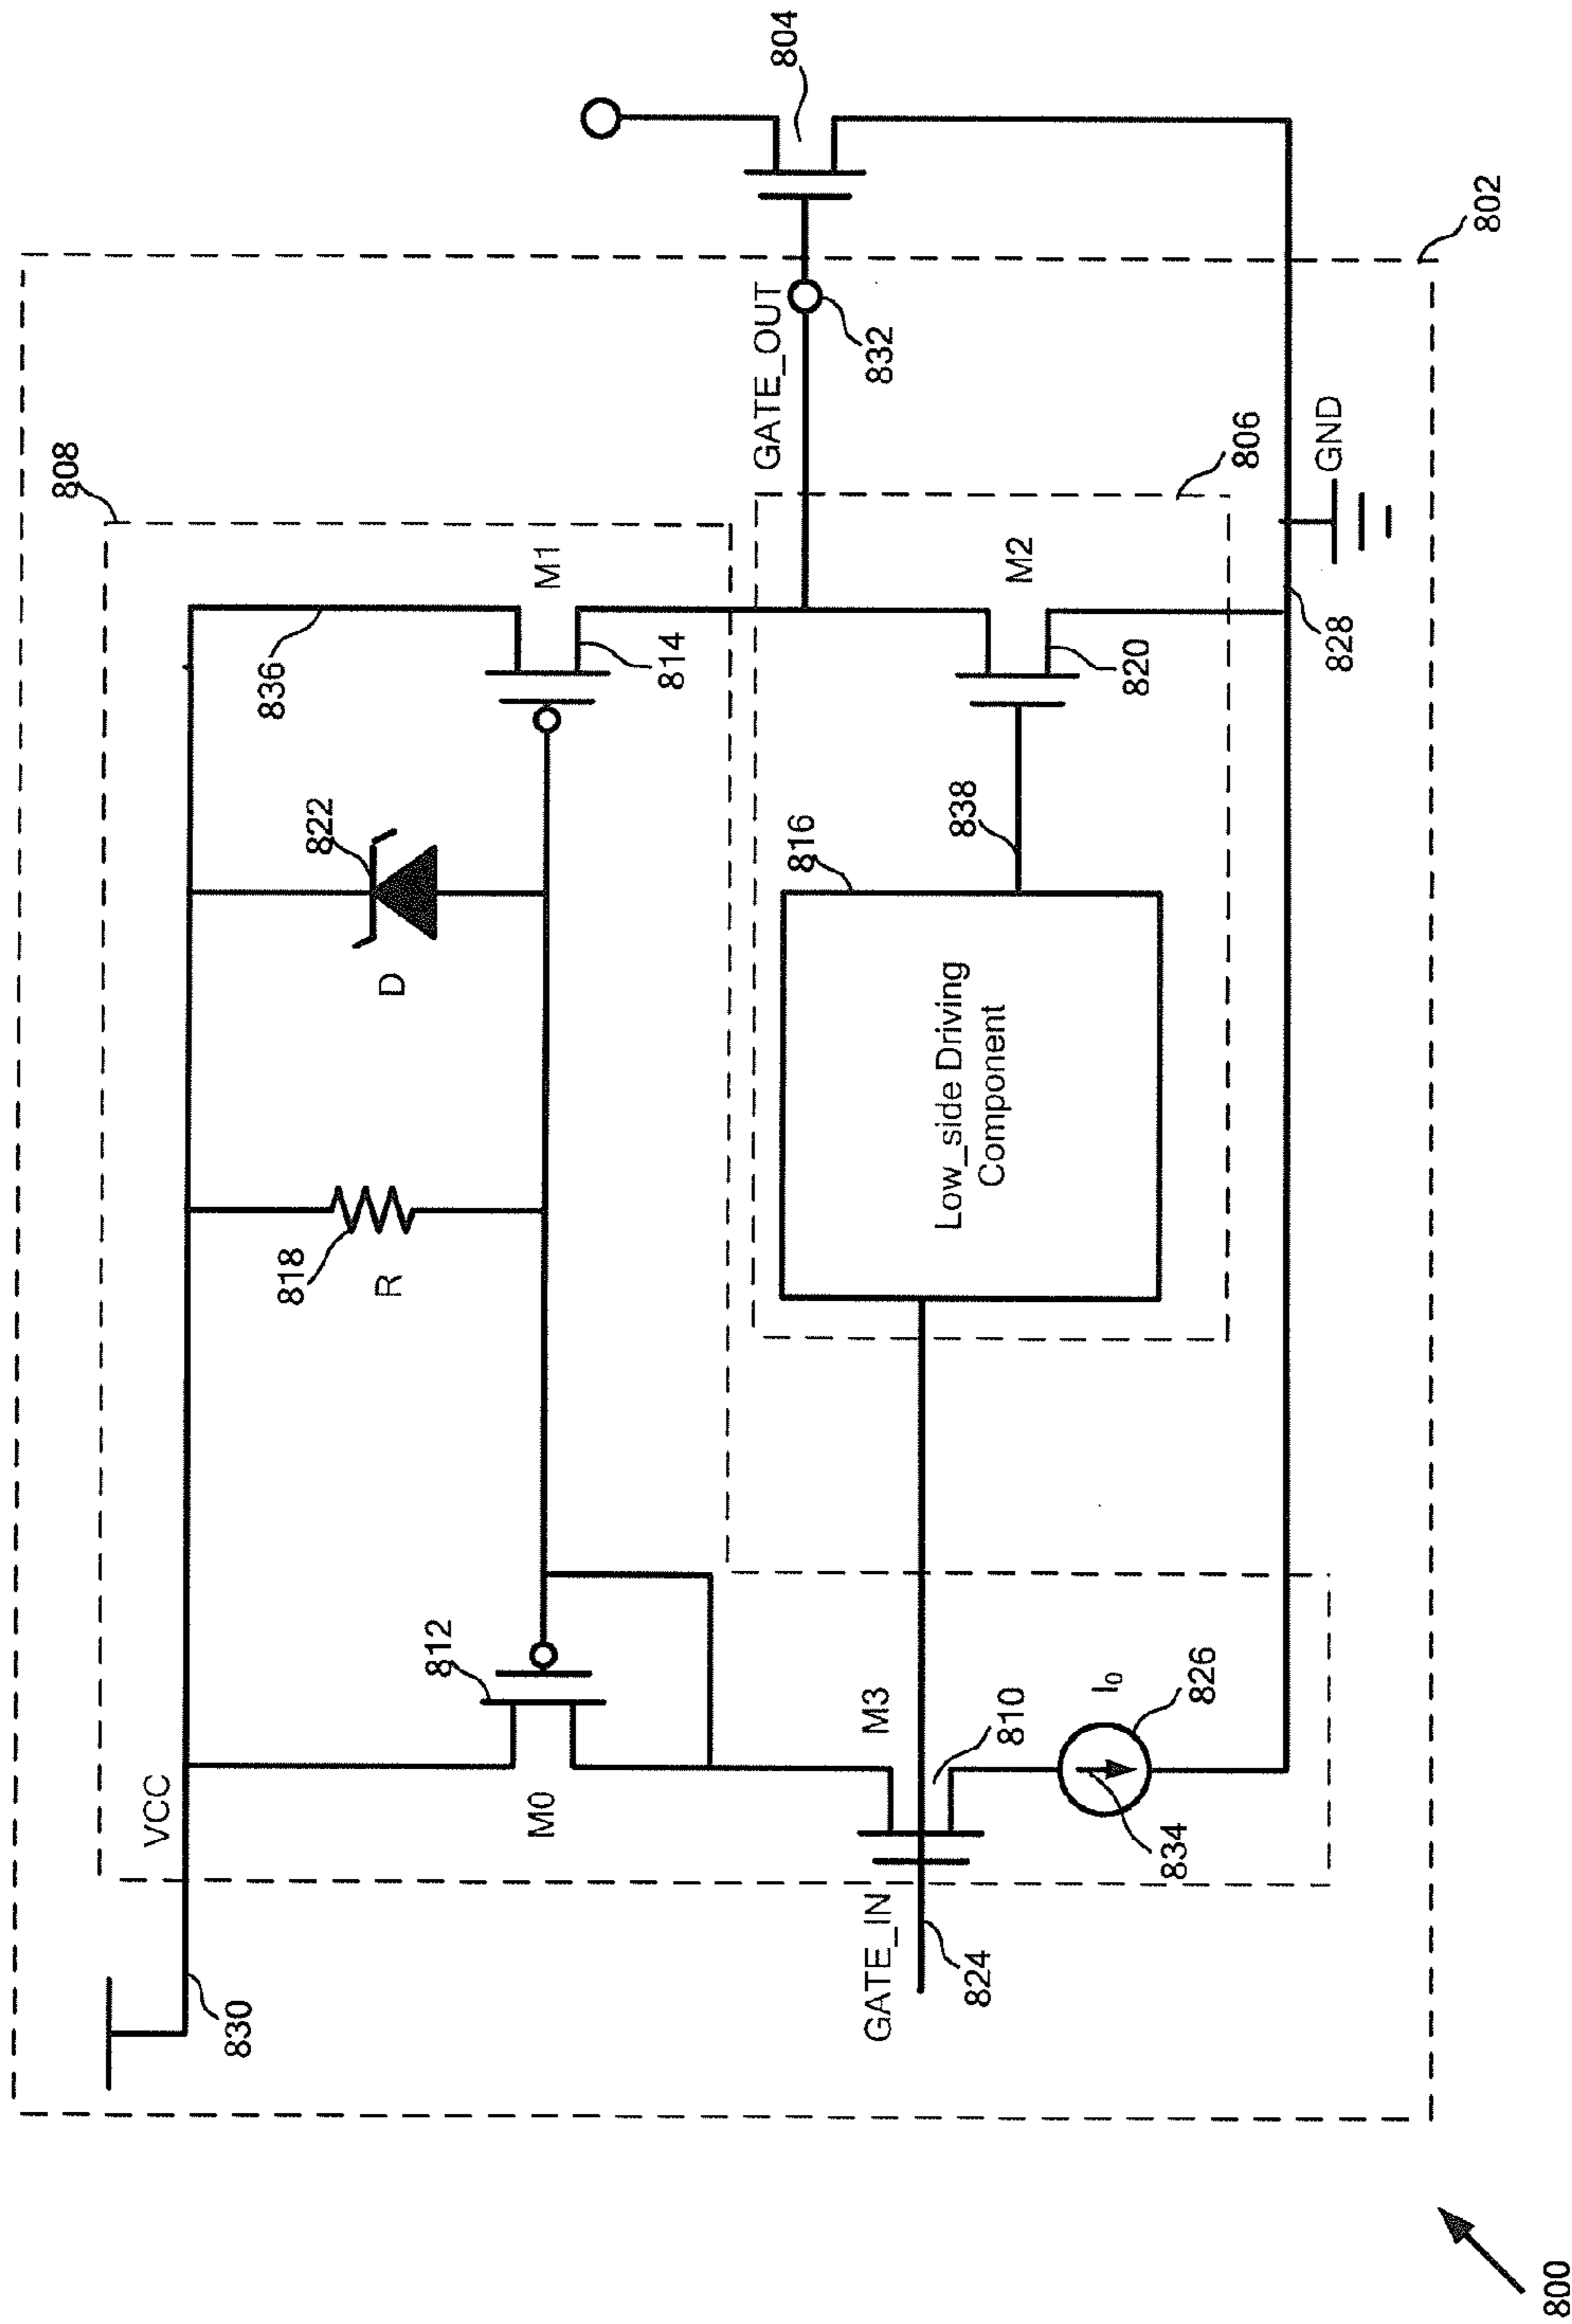 808
VCC
830
836
818
822
R
D
812
M0
M1
814
GATE_OUT
804
816
GATE_IN
M3
832
Low_side Driving
Component
838
824
810
M2
I₀
820
834
826
806
GND
828
802
800